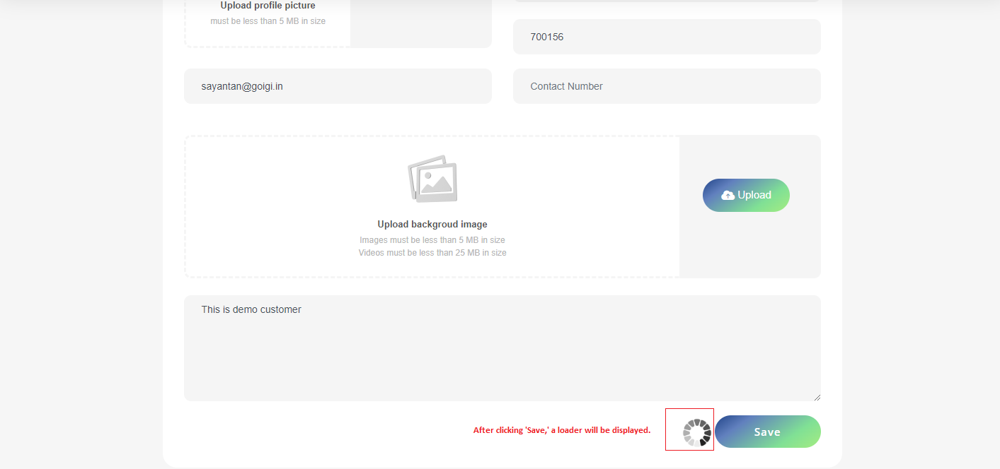 Upload profile picture
must be less than 5 MB in size
700156
sayantan@goigi.in
Contact Number
Upload
Upload backgroud image
Images must be less than 5 MB in size
Videos must be less than 25 MB in size
This is demo customer
After clicking 'Save,' a loader will be displayed.
Save